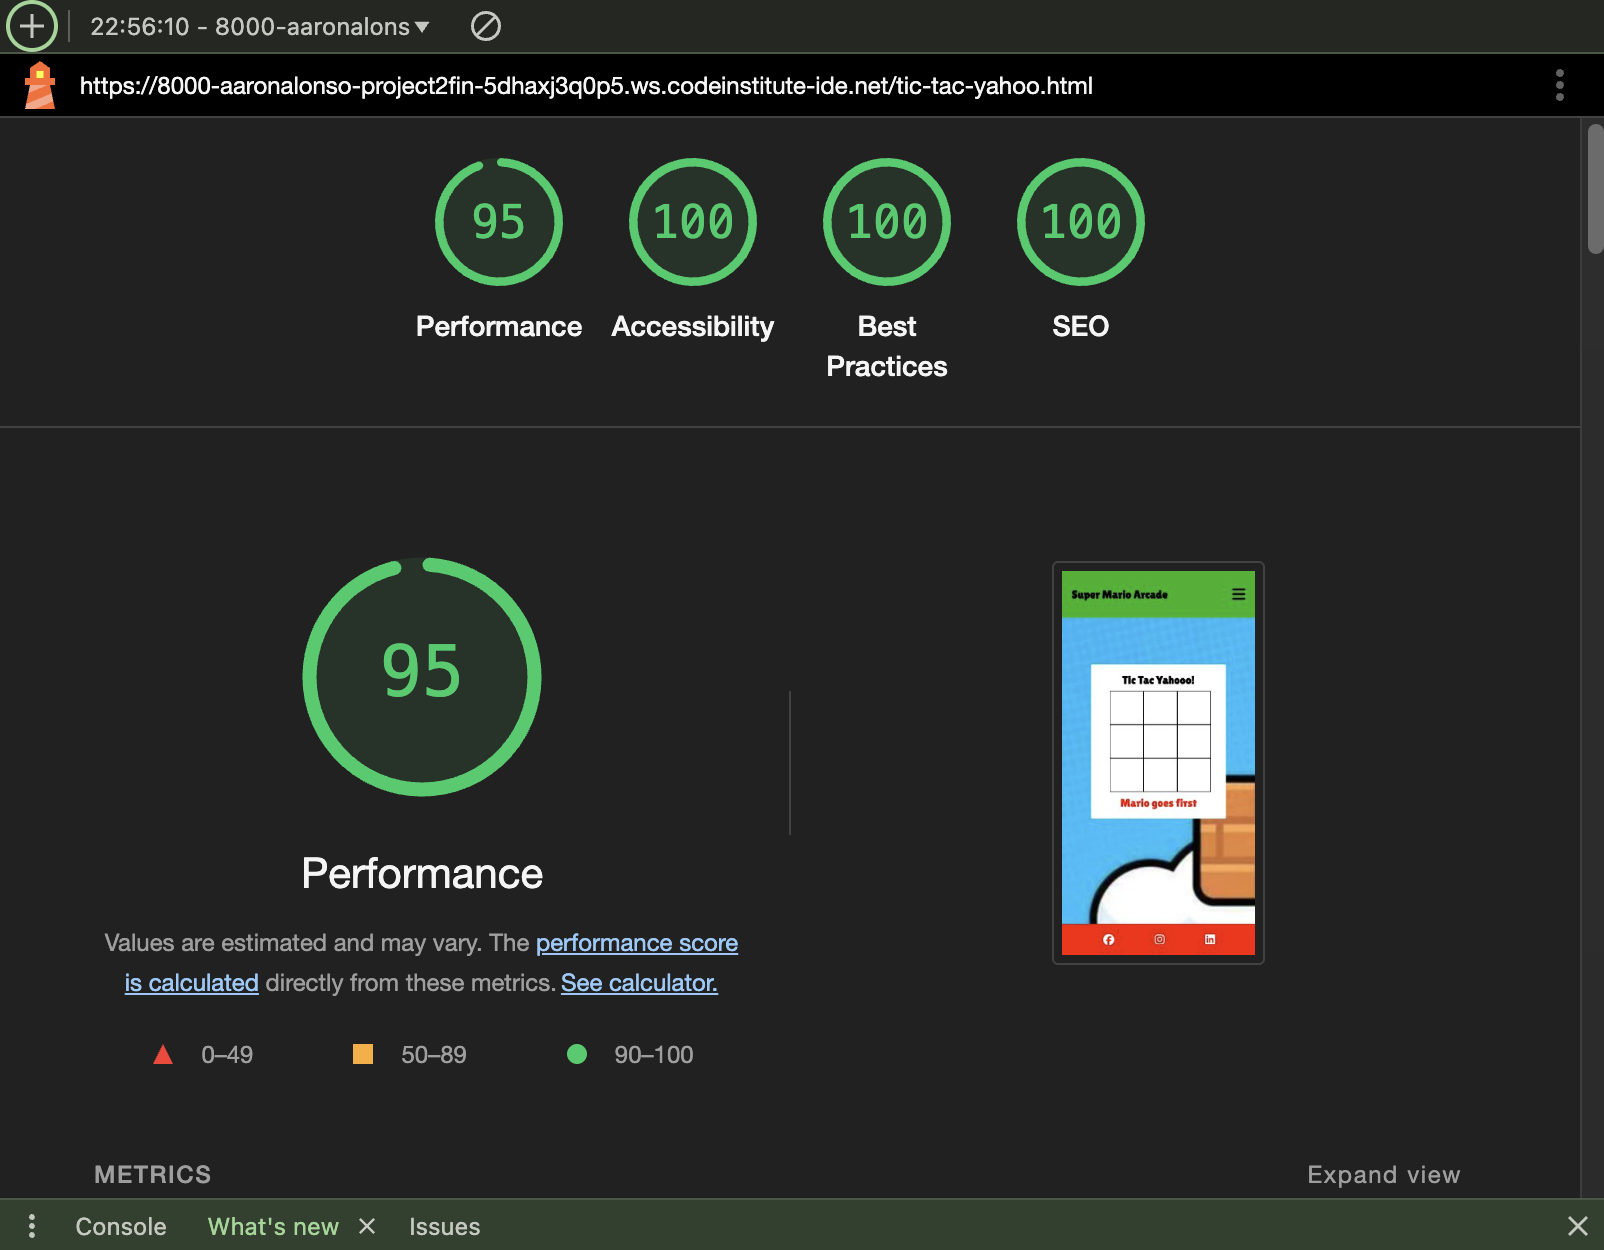 22:56:10 - 8000-aaronalons
https://8000-aaronalonso-project2fin-5dhaxj3q0p5.ws.codeinstitute-ide.net/tic-tac-yahoo.html
95
100
100
100
Performance
Accessibility
Best
Practices
SEO
95
Performance
Values are estimated and may vary. The performance score
is calculated directly from these metrics. See calculator.
0–49
50–89
90–100
Super Mario Arcade
Tic Tac Yahooo!
Mario goes first
METRICS
Expand view
Console
What's new
Issues